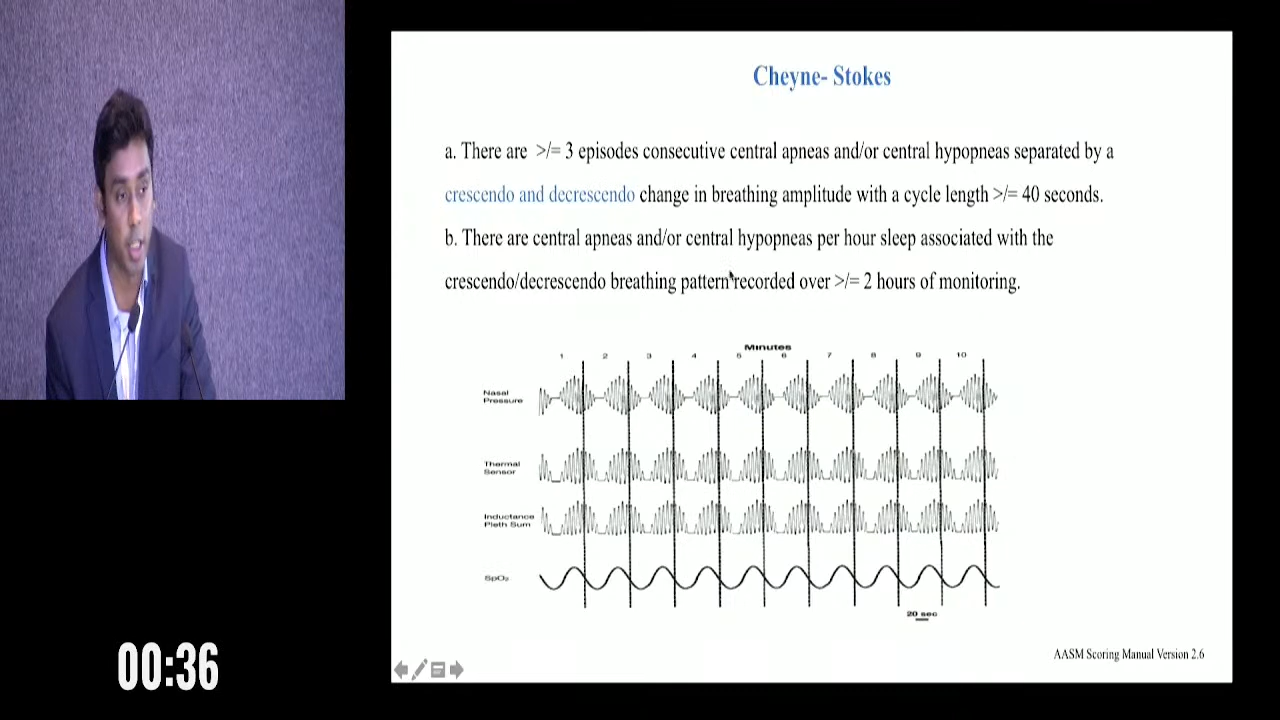 Cheyne- Stokes
a. There are >/= 3 episodes consecutive central apneas and/or central hypopneas separated by a
crescendo and decrescendo change in breathing amplitude with a cycle length >/= 40 seconds.
b. There are central apneas and/or central hypopneas per hour sleep associated with the
crescendo/decrescendo breathing pattern recorded over >/= 2 hours of monitoring.
Minutes
1 2 3 4 5 6 7 8 9 10
Nasal
Pressure
Thermal
Sensor
Inductance
Pleth Sum
SpO₂
20 sec
AASM Scoring Manual Version 2.6
00:36